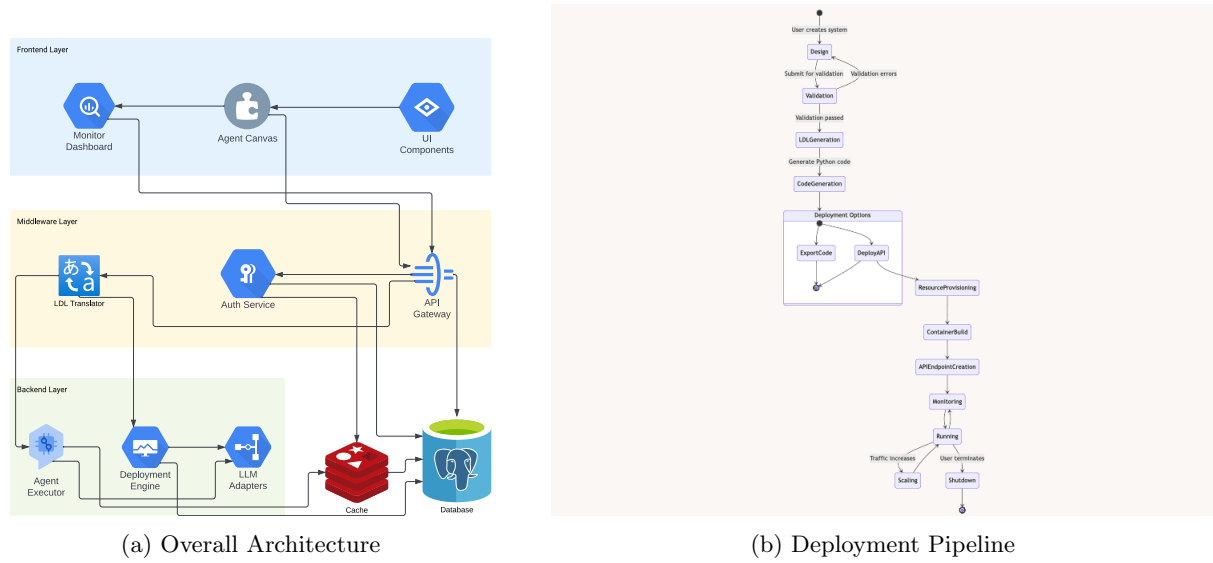 Frontend Layer
Monitor
Dashboard
Agent Canvas
UI
Components
Middleware Layer
あ
a
LDL Translator
Auth Service
API
Gateway
Backend Layer
Agent
Executor
Deployment
Engine
LLM
Adapters
Cache
Database
(a) Overall Architecture
User creates system
Design
Submit for validation
Validation errors
Validation
Validation passed
LDLGeneration
Generate Python code
CodeGeneration
Deployment Options
ExportCode
DeployAPI
ResourceProvisioning
ContainerBuild
APIEndpointCreation
Monitoring
Running
Traffic increases
User terminates
Scaling
Shutdown
(b) Deployment Pipeline